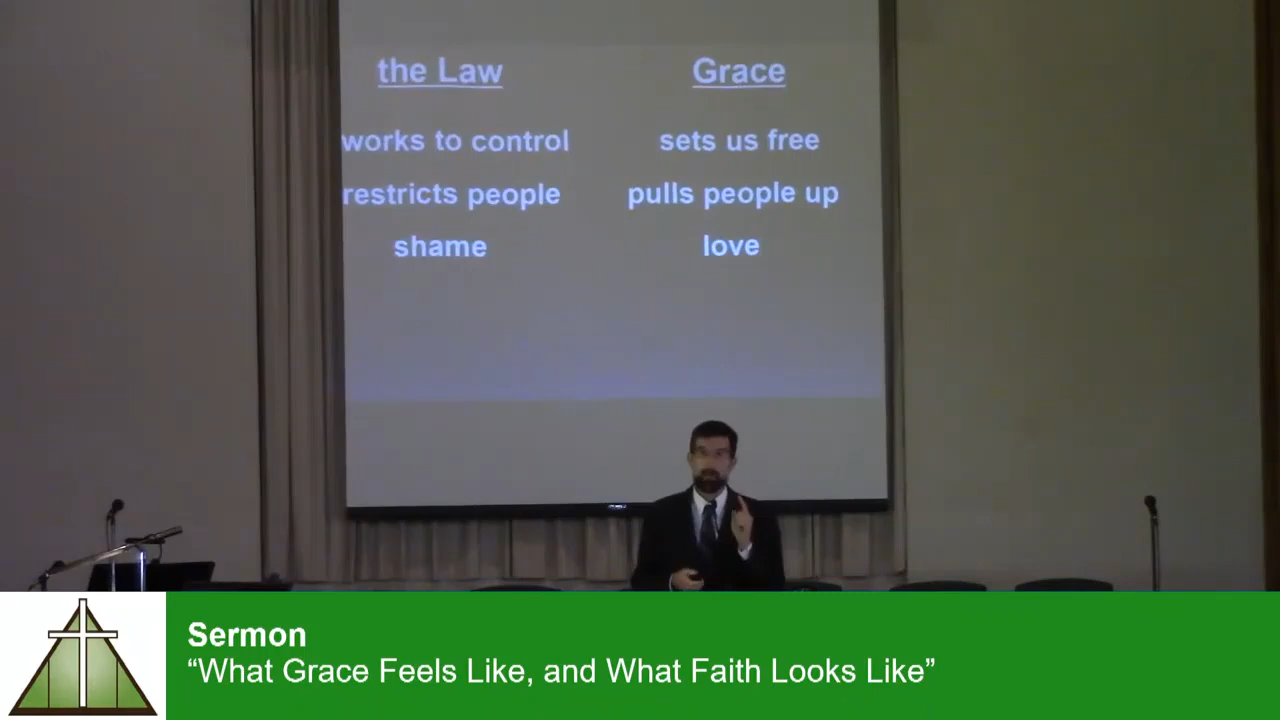 the Law Grace
works to control sets us free
restricts people pulls people up
shame love
Sermon
“What Grace Feels Like, and What Faith Looks Like”